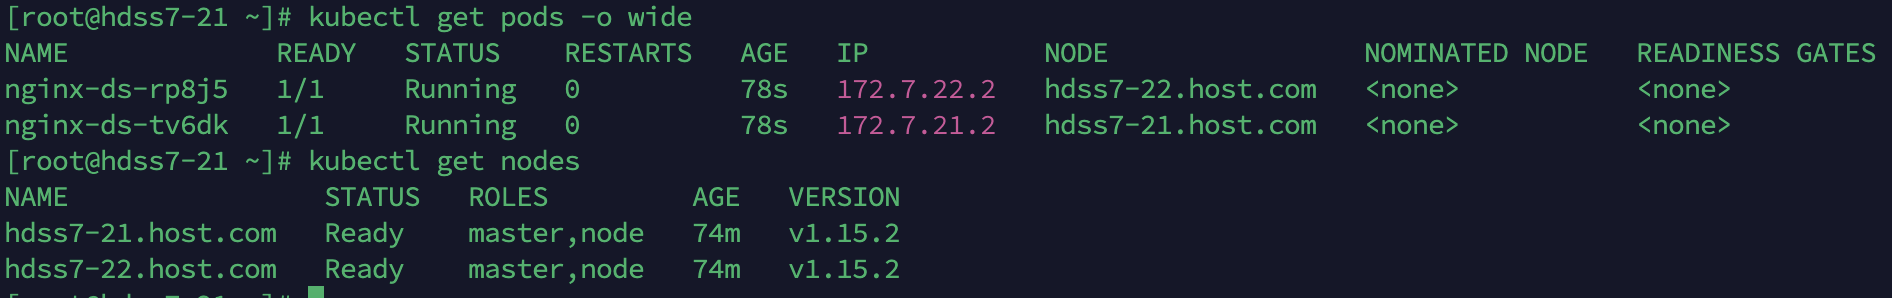 [root@hdss7-21 ~]# kubectl get pods -o wide
NAME             READY   STATUS    RESTARTS   AGE   IP           NODE                NOMINATED NODE   READINESS GATES
nginx-ds-rp8j5   1/1     Running   0          78s   172.7.22.2   hdss7-22.host.com   <none>           <none>
nginx-ds-tv6dk   1/1     Running   0          78s   172.7.21.2   hdss7-21.host.com   <none>           <none>
[root@hdss7-21 ~]# kubectl get nodes
NAME                STATUS   ROLES         AGE   VERSION
hdss7-21.host.com   Ready    master,node   74m   v1.15.2
hdss7-22.host.com   Ready    master,node   74m   v1.15.2